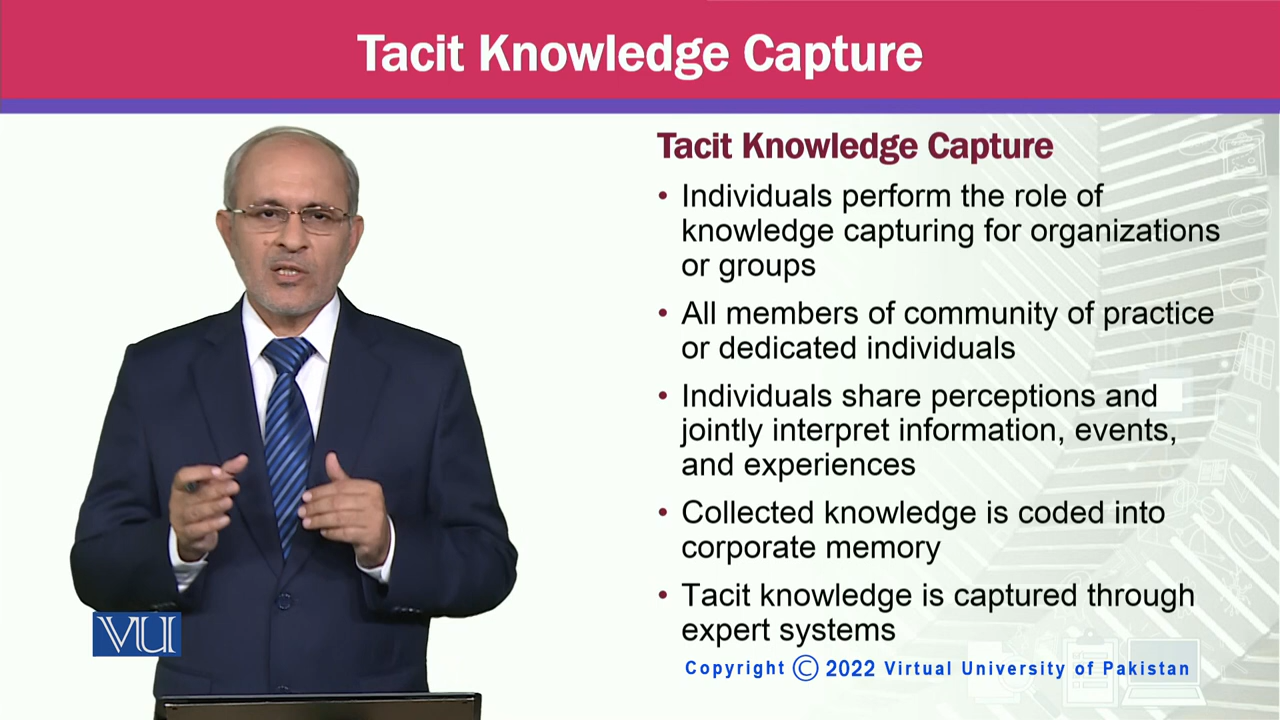 Tacit Knowledge Capture
Tacit Knowledge Capture
• Individuals perform the role of
knowledge capturing for organizations
or groups
• All members of community of practice
or dedicated individuals
• Individuals share perceptions and
jointly interpret information, events,
and experiences
• Collected knowledge is coded into
corporate memory
• Tacit knowledge is captured through
expert systems
VU
Copyright © 2022 Virtual University of Pakistan